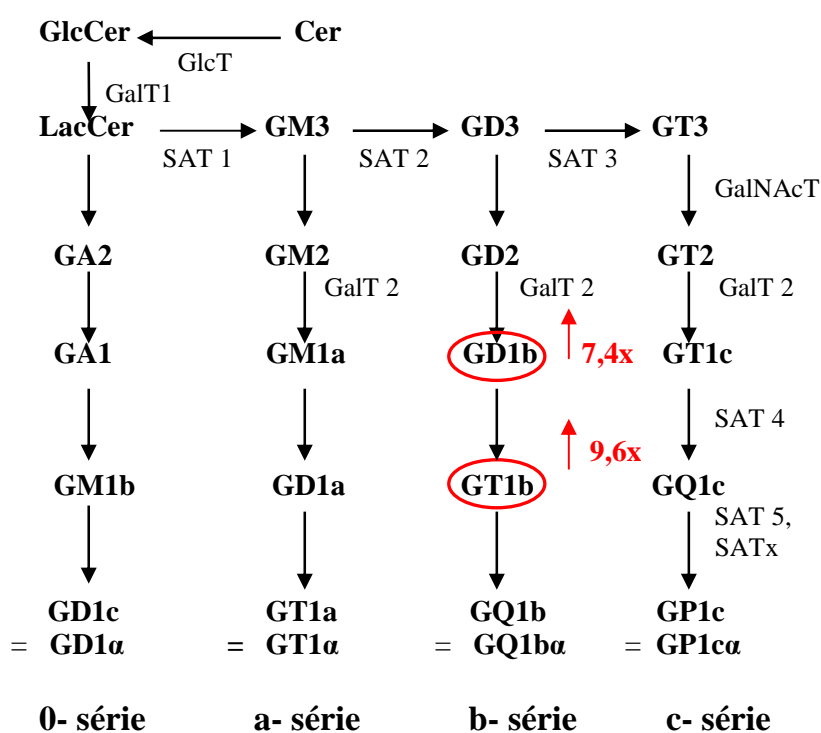 GlcCer Cer
GlcT
GalT1
LacCer GM3 GD3 GT3
SAT 1 SAT 2 SAT 3
GalNAcT
GA2 GM2 GD2 GT2
GalT 2 GalT 2 GalT 2
GA1 GM1a GD1b 7,4x GT1c
SAT 4
9,6x
GM1b GD1a GT1b GQ1c
SAT 5,
SATx
GD1c GT1a GQ1b GP1c
= GD1α = GT1α = GQ1bα = GP1cα
0- série a- série b- série c- série